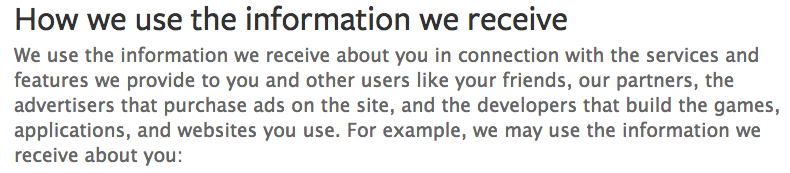 How we use the information we receive
We use the information we receive about you in connection with the services and
features we provide to you and other users like your friends, our partners, the
advertisers that purchase ads on the site, and the developers that build the games,
applications, and websites you use. For example, we may use the information we
receive about you: